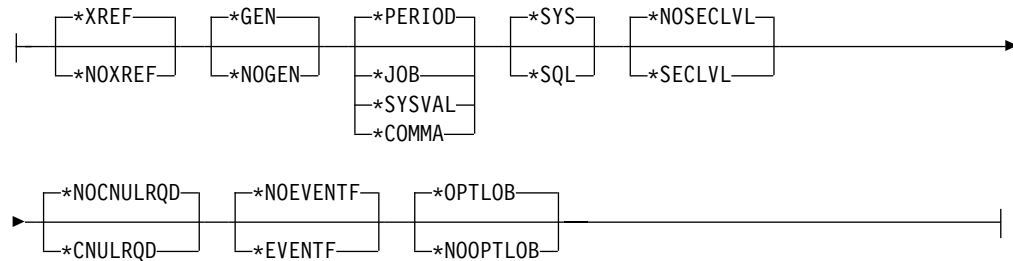 *XREF *GEN *PERIOD *SYS *NOSECLVL
*NOXREF *NOGEN *JOB *SQL *SECLVL
*SYSVAL
*COMMA
*NOCNULRQD *NOEVENTF *OPTLOB
*CNULRQD *EVENTF *NOOPTLOB